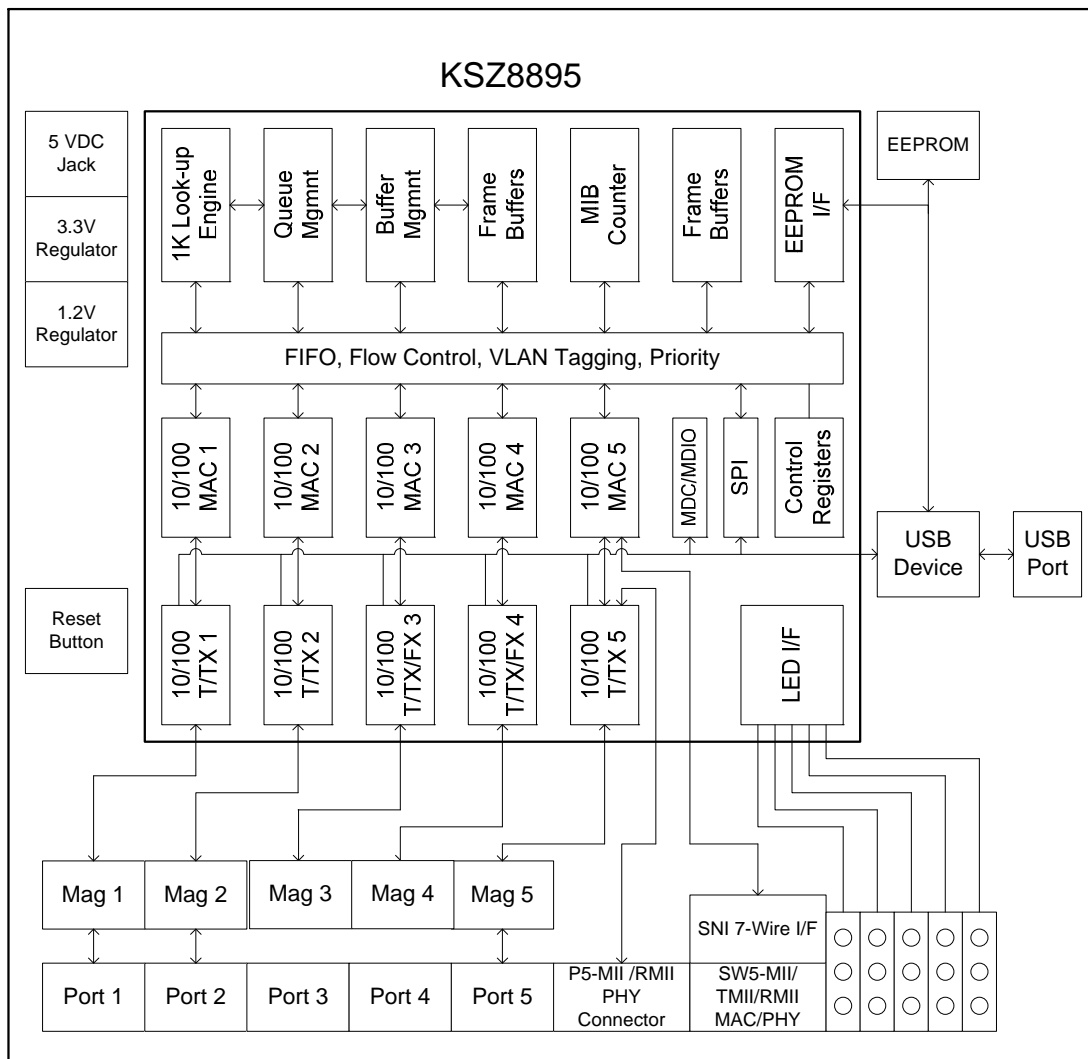 KSZ8895
5 VDC
Jack
3.3V
Regulator
1.2V
Regulator
1K Look-up
Engine
Queue
Mgmnt
Buffer
Mgmnt
Frame
Buffers
MIB
Counter
Frame
Buffers
EEPROM
I/F
EEPROM
FIFO, Flow Control, VLAN Tagging, Priority
10/100
MAC 1
10/100
MAC 2
10/100
MAC 3
10/100
MAC 4
10/100
MAC 5
MDC/MDIO
SPI
Control
Registers
USB
Device
USB
Port
Reset
Button
10/100
T/TX 1
10/100
T/TX 2
10/100
T/TX/FX 3
10/100
T/TX/FX 4
10/100
T/TX 5
LED I/F
Mag 1
Mag 2
Mag 3
Mag 4
Mag 5
SNI 7-Wire I/F
Port 1
Port 2
Port 3
Port 4
Port 5
P5-MII /RMII
PHY
Connector
SW5-MII/
TMII/RMII
MAC/PHY